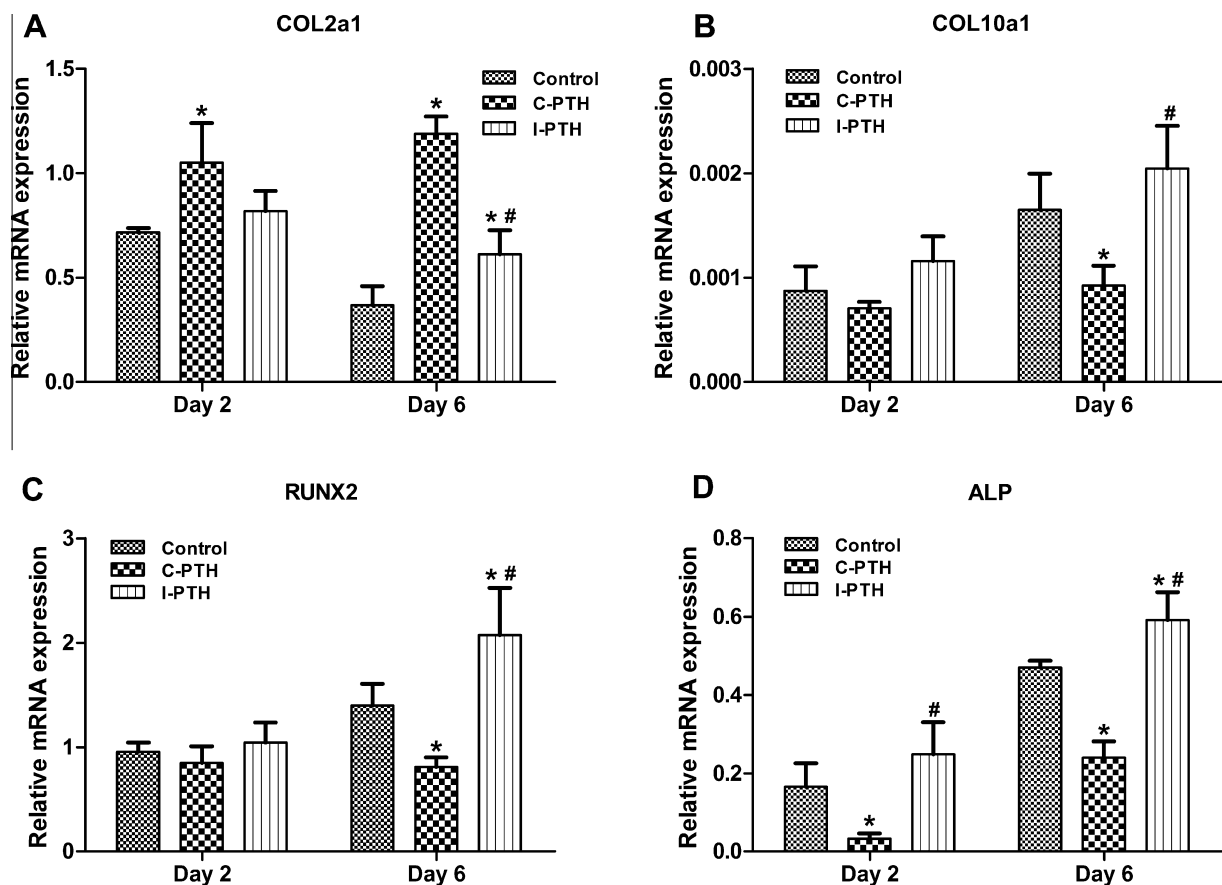 A
COL2a1
Relative mRNA expression
1.5
1.0
0.5
0.0
Control
C-PTH
I-PTH
*
*
* #
Day 2
Day 6
B
COL10a1
Relative mRNA expression
0.003
0.002
0.001
0.000
Control
C-PTH
I-PTH
*
#
Day 2
Day 6
C
RUNX2
Relative mRNA expression
3
2
1
0
Control
C-PTH
I-PTH
*
* #
Day 2
Day 6
D
ALP
Relative mRNA expression
0.8
0.6
0.4
0.2
0.0
Control
C-PTH
I-PTH
*
#
*
* #
Day 2
Day 6